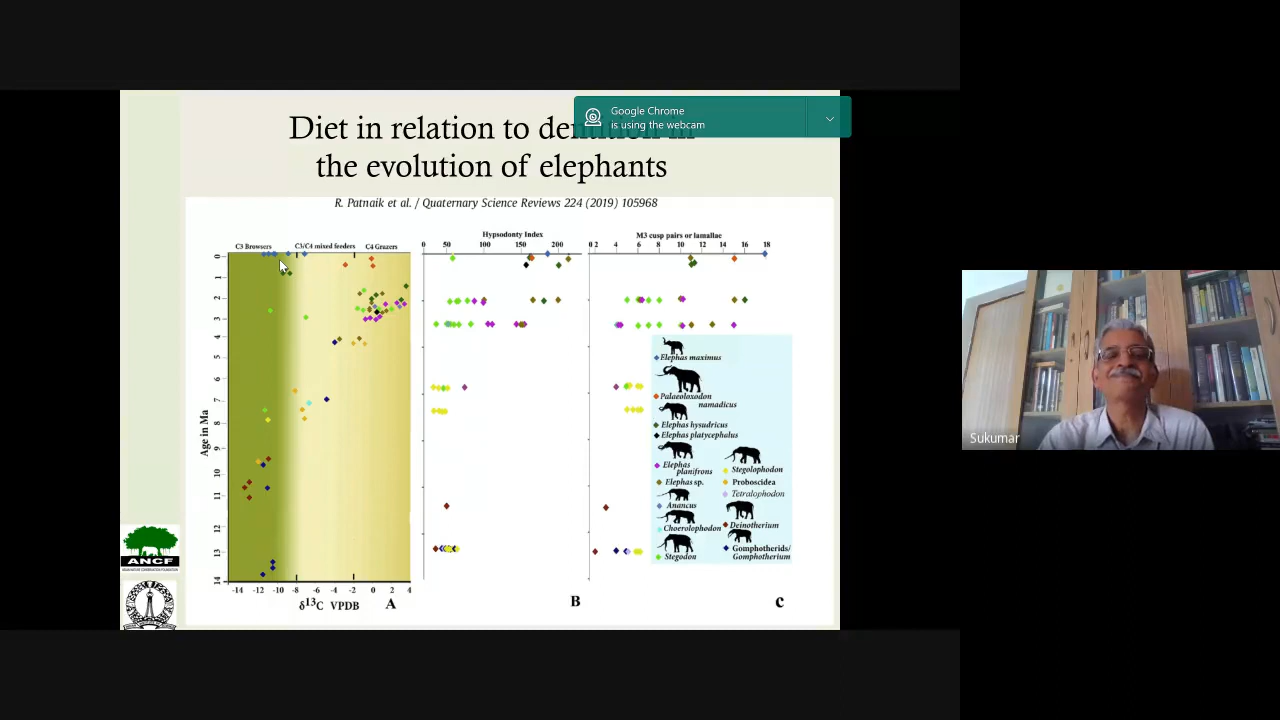 Google Chrome
is using the webcam
Diet in relation to dentition in
the evolution of elephants
R. Patnaik et al. / Quaternary Science Reviews 224 (2019) 105968
C3 Browsers
C3/C4 mixed feeders
C4 Grazers
0
1
2
3
4
5
6
7
8
9
10
11
12
13
14
Age in Ma
-14 -12 -10 -8 -6 -4 -2 0 2 4
δ13C VPDB
A
Hypsodonty Index
0 50 100 150 200
B
M3 cusp pairs or lamallae
0 2 4 6 8 10 12 14 16 18
Elephas maximus
Palaeoloxodon
namadicus
Elephas hysudricus
Elephas platycephalus
Elephas
planifrons
Elephas sp.
Anancus
Choerolophodon
Stegodon
Stegolophodon
Proboscidea
Tetralophodon
Deinotherium
Gomphotherids/
Gomphotherium
c
ANCF
Sukumar